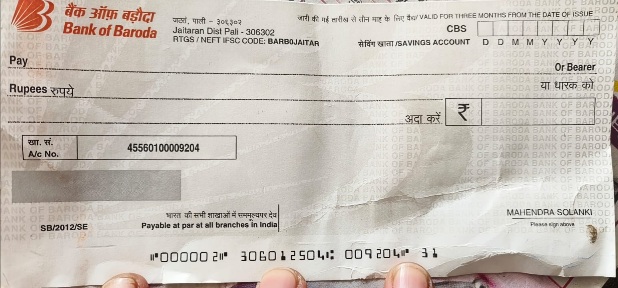 बैंक ऑफ़ बड़ौदा
Bank of Baroda
जतारं, पाली - ३०६३०२
Jaitaran Dist Pali - 306302
RTGS / NEFT IFSC CODE: BARB0JAITAR
जारी की गई तारीख से तीन माह के लिए वैध/ VALID FOR THREE MONTHS FROM THE DATE OF ISSUE
CBS
सेविंग खाता/SAVINGS ACCOUNT
D D M M Y Y Y Y
Pay
Or Bearer
या धारक को
Rupees रुपये
अदा करें ₹
खा. सं.
A/c No.
45560100009204
SB/2012/SE
भारत की सभी शाखाओं में सममूल्यपर देय
Payable at par at all branches in India
MAHENDRA SOLANKI
Please sign above
⑈000002⑈ 306012504⑆ 009204⑈ 31